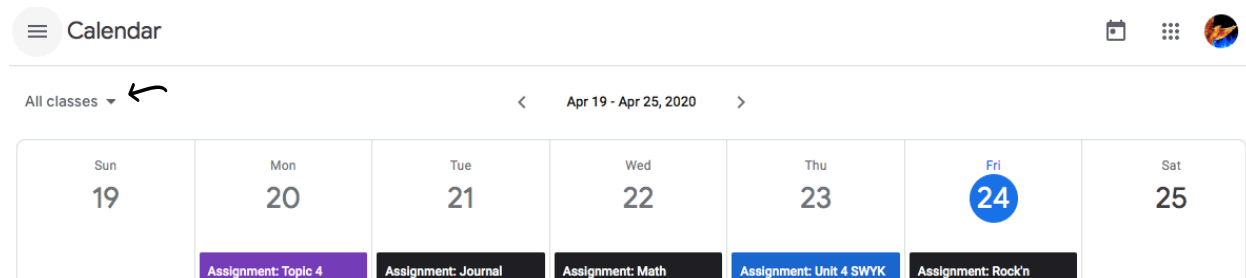 Calendar
All classes
Apr 19 - Apr 25, 2020
Sun Mon Tue Wed Thu Fri Sat
19 20 21 22 23 24 25
Assignment: Topic 4 Assignment: Journal Assignment: Math Assignment: Unit 4 SWYK Assignment: Rock'n